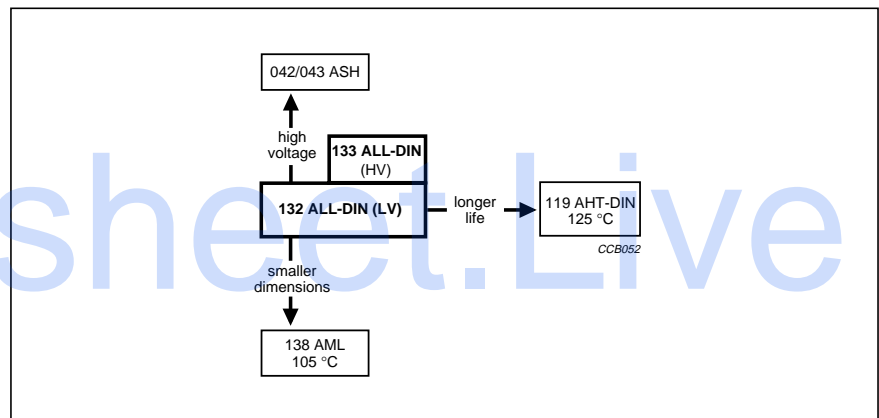 042/043 ASH
high
voltage
133 ALL-DIN
(HV)
132 ALL-DIN (LV)
longer
life
119 AHT-DIN
125 °C
CCB052
smaller
dimensions
138 AML
105 °C
sheet.Live